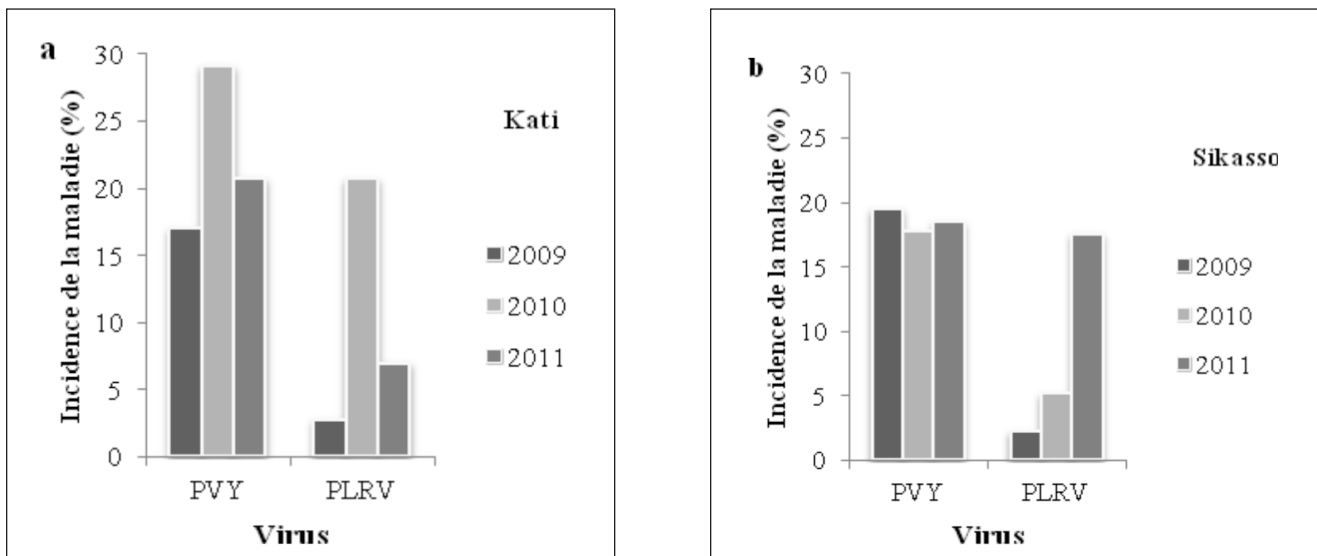 a
Incidence de la maladie (%)
30
25
20
15
10
5
0
PVY PLRV
Virus
Kati
2009
2010
2011
b
Incidence de la maladie (%)
30
25
20
15
10
5
0
PVY PLRV
Virus
Sikasso
2009
2010
2011